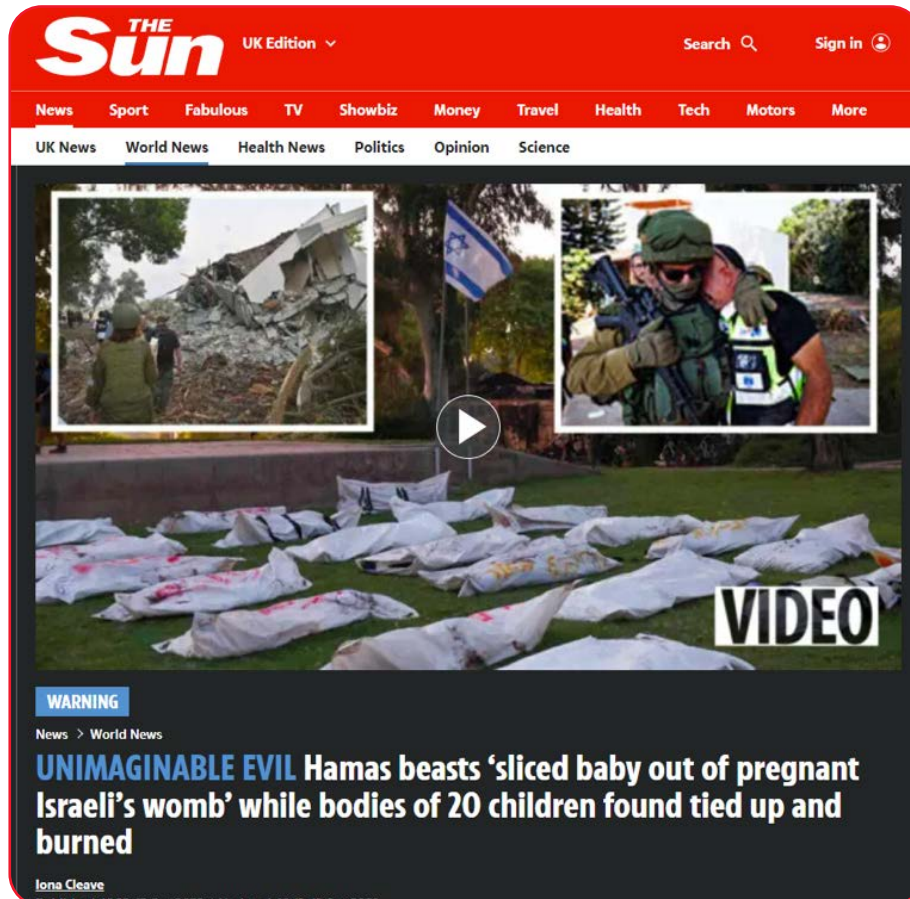 THE
Sun
UK Edition
Search
Sign in
News Sport Fabulous TV Showbiz Money Travel Health Tech Motors More
UK News World News Health News Politics Opinion Science
VIDEO
WARNING
News > World News
UNIMAGINABLE EVIL Hamas beasts ‘sliced baby out of pregnant
Israeli’s womb’ while bodies of 20 children found tied up and
burned
Iona Cleave